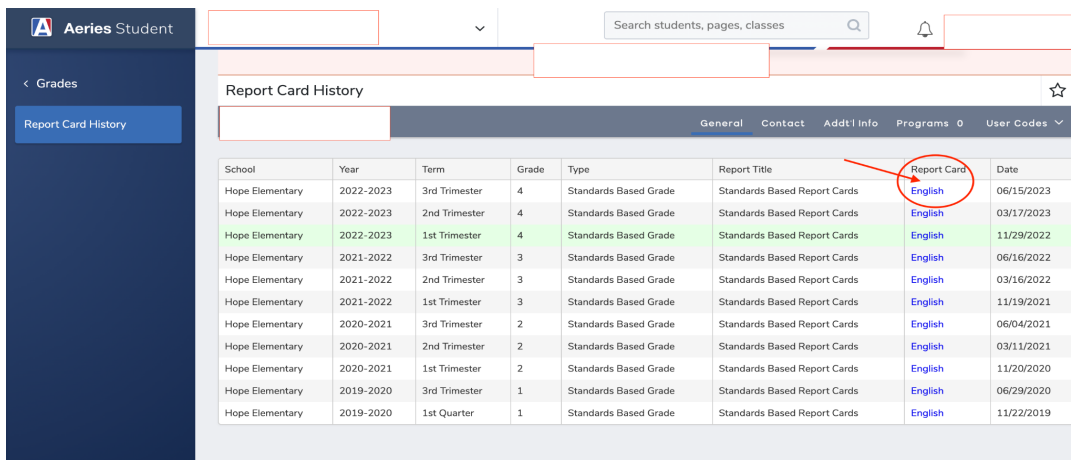 Aeries Student
Search students, pages, classes
< Grades
Report Card History
Report Card History
General Contact Addt'l Info Programs 0 User Codes
School Year Term Grade Type Report Title Report Card Date
Hope Elementary 2022-2023 3rd Trimester 4 Standards Based Grade Standards Based Report Cards English 06/15/2023
Hope Elementary 2022-2023 2nd Trimester 4 Standards Based Grade Standards Based Report Cards English 03/17/2023
Hope Elementary 2022-2023 1st Trimester 4 Standards Based Grade Standards Based Report Cards English 11/29/2022
Hope Elementary 2021-2022 3rd Trimester 3 Standards Based Grade Standards Based Report Cards English 06/16/2022
Hope Elementary 2021-2022 2nd Trimester 3 Standards Based Grade Standards Based Report Cards English 03/16/2022
Hope Elementary 2021-2022 1st Trimester 3 Standards Based Grade Standards Based Report Cards English 11/19/2021
Hope Elementary 2020-2021 3rd Trimester 2 Standards Based Grade Standards Based Report Cards English 06/04/2021
Hope Elementary 2020-2021 2nd Trimester 2 Standards Based Grade Standards Based Report Cards English 03/11/2021
Hope Elementary 2020-2021 1st Trimester 2 Standards Based Grade Standards Based Report Cards English 11/20/2020
Hope Elementary 2019-2020 3rd Trimester 1 Standards Based Grade Standards Based Report Cards English 06/29/2020
Hope Elementary 2019-2020 1st Quarter 1 Standards Based Grade Standards Based Report Cards English 11/22/2019